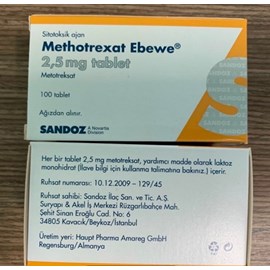 Sitotoksik ajan
Methotrexat Ebewe®
2,5 mg tablet
Metotreksat
100 tablet
Ağızdan alınır.
SANDOZ A Novartis
Division
Her bir tablet 2,5 mg metotreksat, yardımcı madde olarak laktoz
monohidrat (İlave bilgi için kullanma talimatına bakınız.) içerir.
Ruhsat numarası: 10.12.2009 - 129/45
Ruhsat sahibi: Sandoz İlaç San. ve Tic. A.Ş.
Suryapı & Akel İş Merkezi Rüzgarlıbahçe Mah.
Şehit Sinan Eroğlu Cad. No: 6
34805 Kavacık/Beykoz/İstanbul
Üretim yeri: Haupt Pharma Amareg GmbH
Regensburg/Almanya